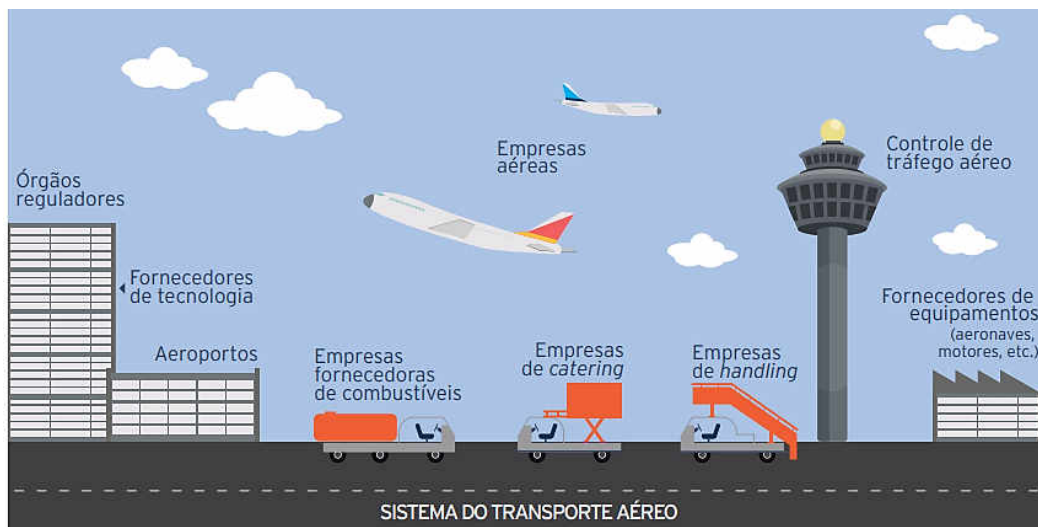 Empresas
aéreas
Controle de
tráfego aéreo
Órgãos
reguladores
Fornecedores
de tecnologia
Aeroportos
Empresas
fornecedoras
de combustíveis
Empresas
de catering
Empresas
de handling
Fornecedores de
equipamentos
(aeronaves,
motores, etc.)
SISTEMA DO TRANSPORTE AÉREO